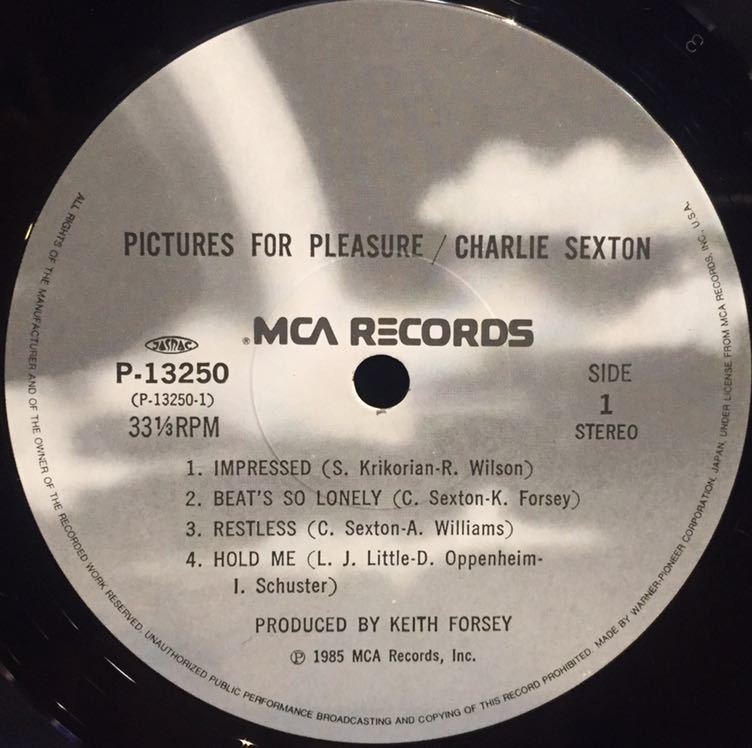 PICTURES FOR PLEASURE / CHARLIE SEXTON
® MCA RECORDS
JASRAC
P-13250
(P-13250-1)
33⅓RPM
SIDE
1
STEREO
1. IMPRESSED (S. Krikorian-R. Wilson)
2. BEAT'S SO LONELY (C. Sexton-K. Forsey)
3. RESTLESS (C. Sexton-A. Williams)
4. HOLD ME (L. J. Little-D. Oppenheim-
I. Schuster)
PRODUCED BY KEITH FORSEY
Ⓟ 1985 MCA Records, Inc.
ALL RIGHTS OF THE MANUFACTURER AND OF THE OWNER OF THE RECORDED WORK RESERVED. UNAUTHORIZED PUBLIC PERFORMANCE BROADCASTING AND COPYING OF THIS RECORD PROHIBITED. MADE BY WARNER-PIONEER CORPORATION, JAPAN, UNDER LICENSE FROM MCA RECORDS, INC., U.S.A.
3